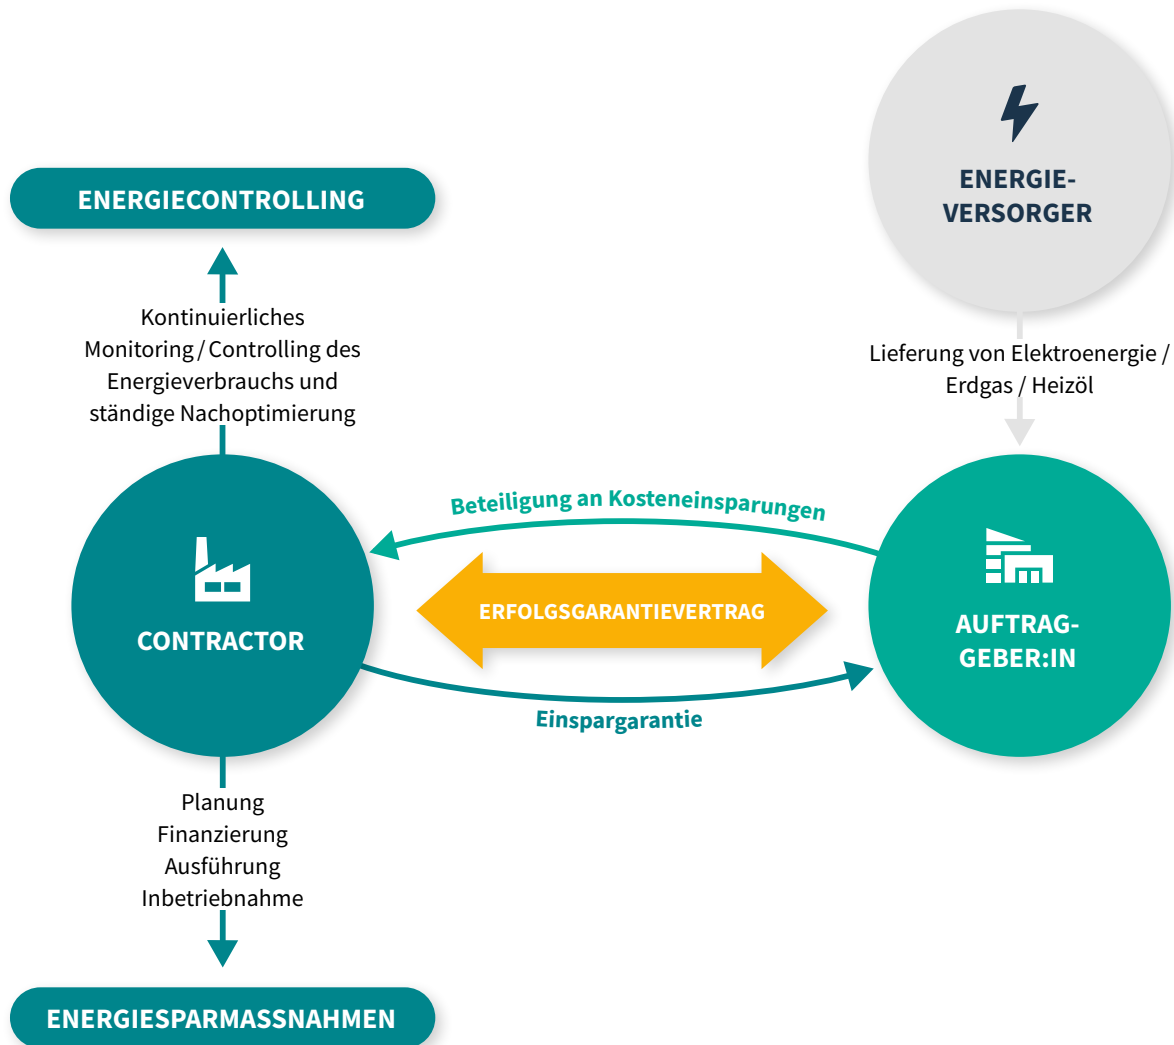 ENERGIE-
VERSORGER
ENERGIECONTROLLING
Kontinuierliches
Monitoring / Controlling des
Energieverbrauchs und
ständige Nachoptimierung
Lieferung von Elektroenergie /
Erdgas / Heizöl
CONTRACTOR
Beteiligung an Kosteneinsparungen
ERFOLGSGARANTIEVERTRAG
Einspargarantie
AUFTRAG-
GEBER:IN
Planung
Finanzierung
Ausführung
Inbetriebnahme
ENERGIESPARMASSNAHMEN